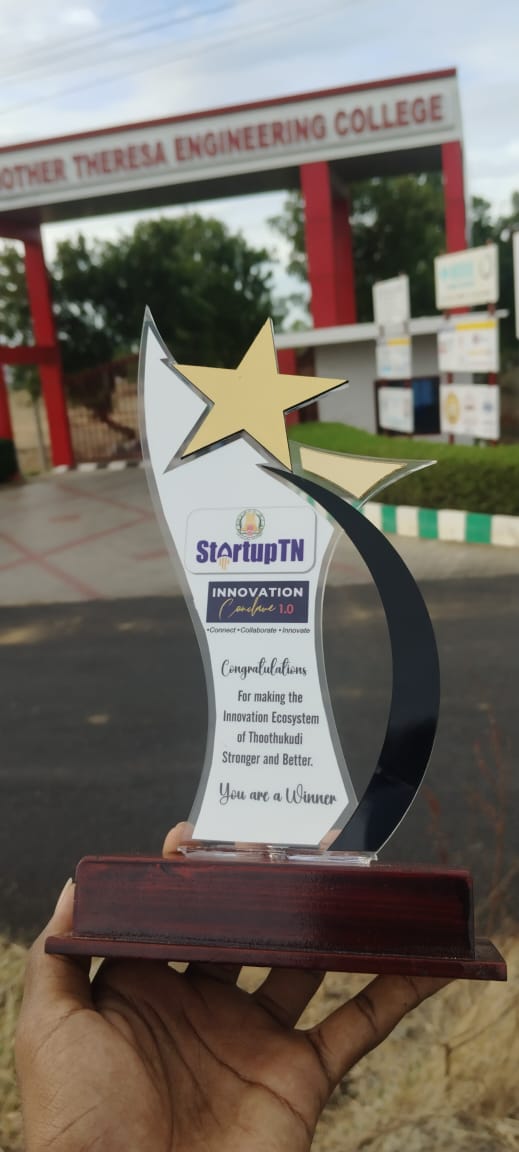 OTHER THERESA ENGINEERING COLLEGE
StartupTN
INNOVATION
Conclave 1.0
•Connect •Collaborate •Innovate
Congratulations
For making the
Innovation Ecosystem
of Thoothukudi
Stronger and Better.
You are a Winner